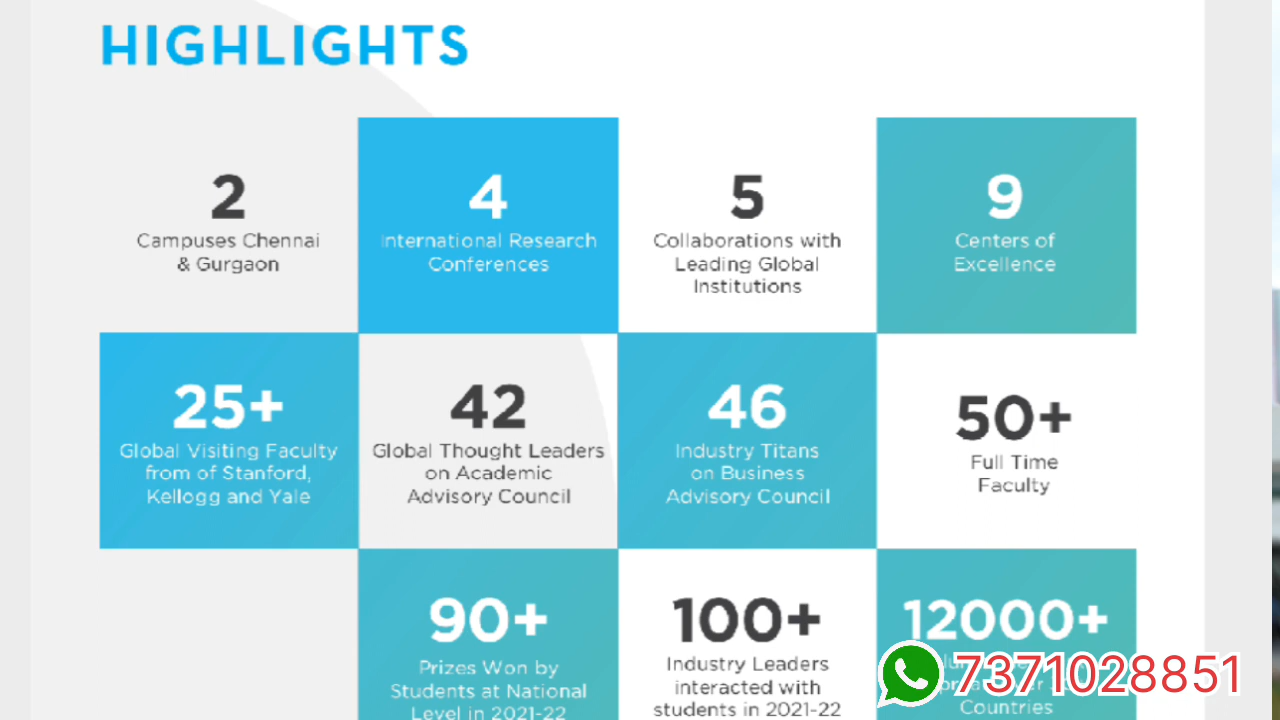 HIGHLIGHTS
2
Campuses Chennai
& Gurgaon
4
International Research
Conferences
5
Collaborations with
Leading Global
Institutions
9
Centers of
Excellence
25+
Global Visiting Faculty
from of Stanford,
Kellogg and Yale
42
Global Thought Leaders
on Academic
Advisory Council
46
Industry Titans
on Business
Advisory Council
50+
Full Time
Faculty
90+
Prizes Won by
Students at National
Level in 2021-22
100+
Industry Leaders
interacted with
students in 2021-22
12000+
Countries
7371028851